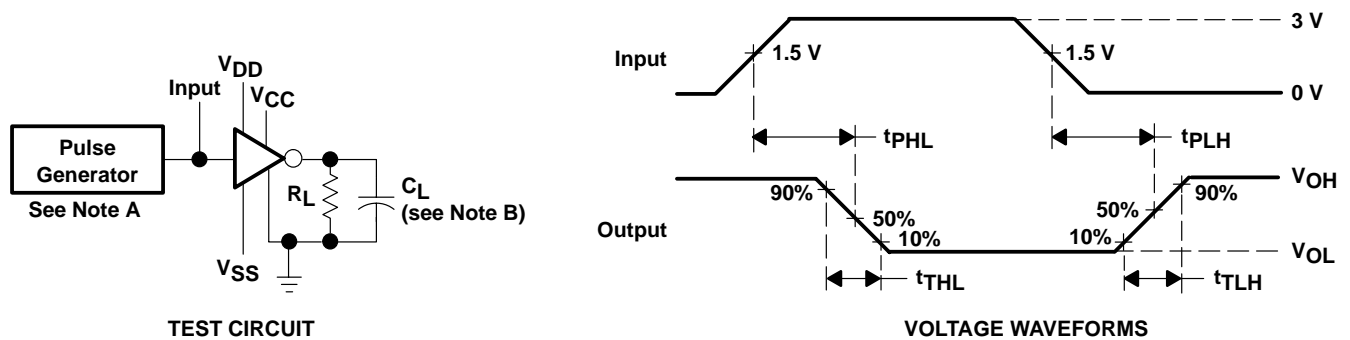 Pulse
Generator
See Note A
Input
VDD
VCC
VSS
RL
CL
(see Note B)
TEST CIRCUIT
Input
1.5 V
1.5 V
3 V
0 V
tPHL
tPLH
Output
90%
50%
10%
10%
50%
90%
VOH
VOL
tTHL
tTLH
VOLTAGE WAVEFORMS